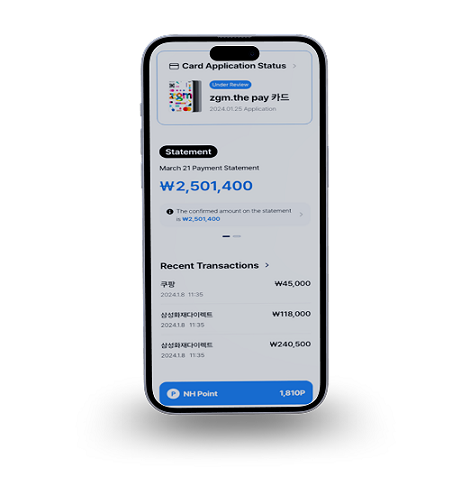 Card Application Status >
Under Review
zgm
zgm.the pay 카드
2024.01.25 Application
Statement
March 21 Payment Statement
₩2,501,400
The confirmed amount on the statement
is ₩2,501,400
Recent Transactions >
쿠팡
₩45,000
2024.1.8 11:35
삼성화재다이렉트
₩118,000
2024.1.8 11:35
삼성화재다이렉트
₩240,500
2024.1.8 11:35
P NH Point
1,810P